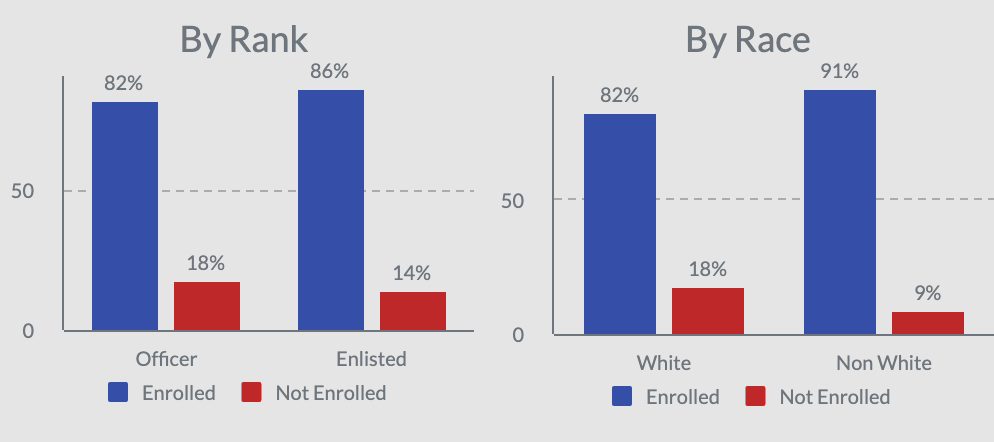 By Rank
82%
86%
50
18%
14%
0
Officer
Enlisted
Enrolled
Not Enrolled
By Race
82%
91%
50
18%
9%
0
White
Non White
Enrolled
Not Enrolled